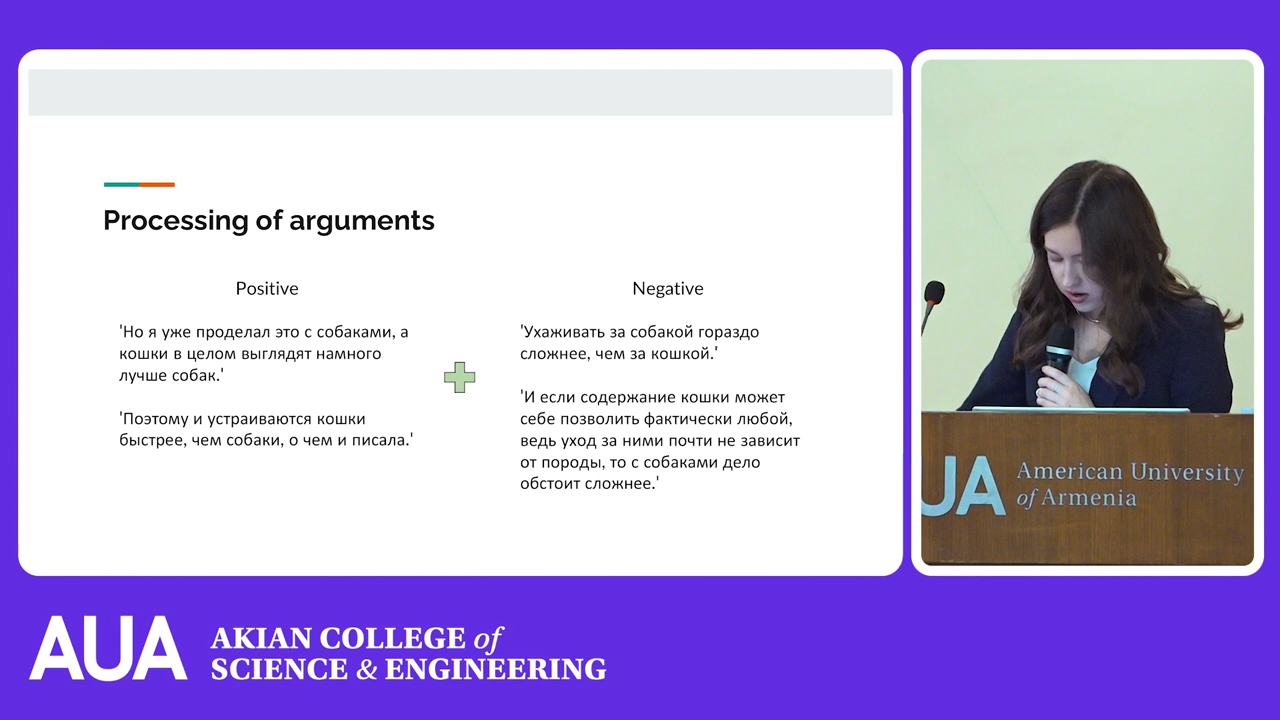 Processing of arguments
Positive
'Но я уже проделал это с собаками, а
кошки в целом выглядят намного
лучше собак.'
'Поэтому и устраиваются кошки
быстрее, чем собаки, о чем и писала.'
Negative
'Ухаживать за собакой гораздо
сложнее, чем за кошкой.'
'И если содержание кошки может
себе позволить фактически любой,
ведь уход за ними почти не зависит
от породы, то с собаками дело
обстоит сложнее.'
UA
American University
of Armenia
AUA
AKIAN COLLEGE of
SCIENCE & ENGINEERING